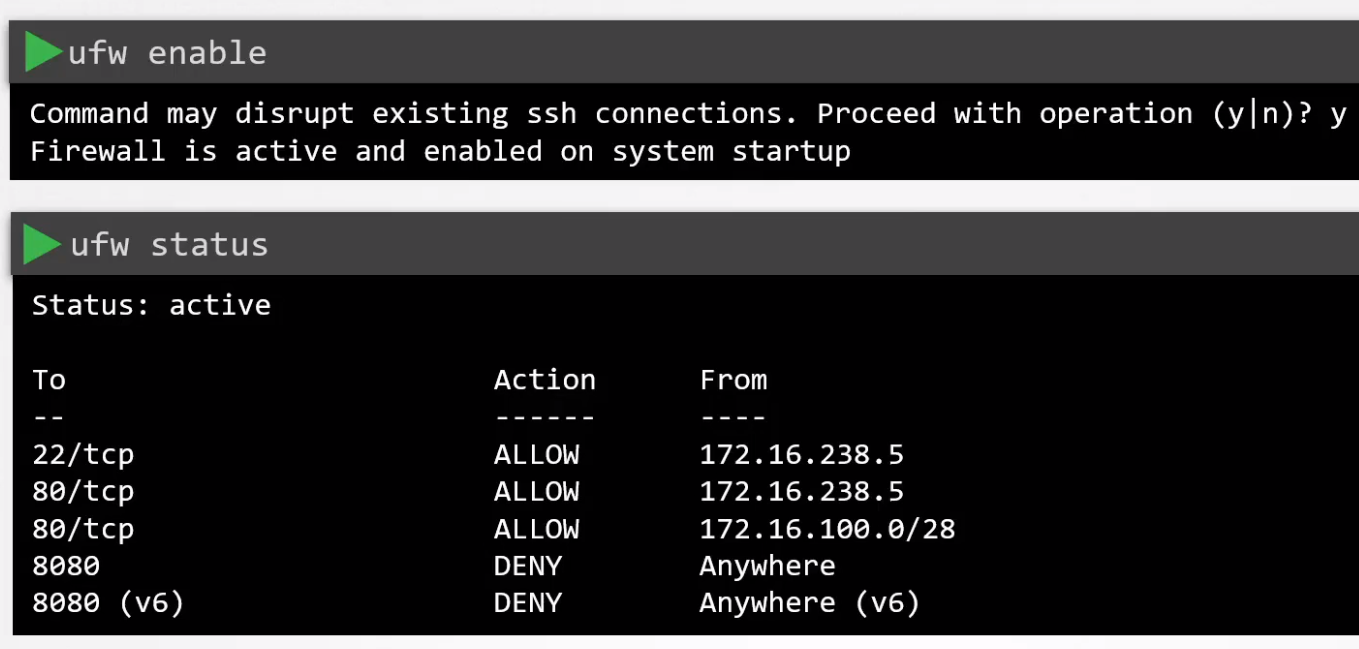 ufw enable
Command may disrupt existing ssh connections. Proceed with operation (y|n)? y
Firewall is active and enabled on system startup
ufw status
Status: active
To Action From
-- ------ ----
22/tcp ALLOW 172.16.238.5
80/tcp ALLOW 172.16.238.5
80/tcp ALLOW 172.16.100.0/28
8080 DENY Anywhere
8080 (v6) DENY Anywhere (v6)